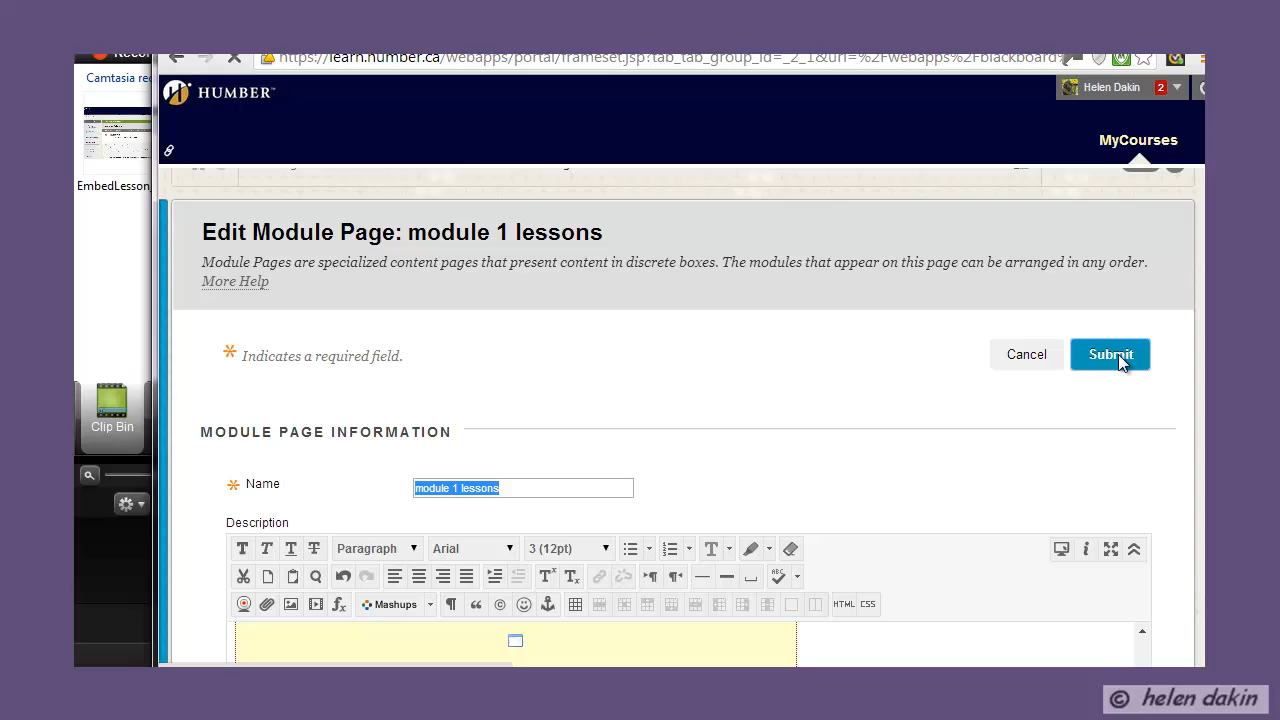 Recor
https://learn.humber.ca/webapps/portal/frameset.jsp?tab_tab_group_id=_2_1&url=%2Fwebapps%2Fblackboard%
Camtasia rec
HUMBER™
Helen Dakin 2
MyCourses
EmbedLesson_
Edit Module Page: module 1 lessons
Module Pages are specialized content pages that present content in discrete boxes. The modules that appear on this page can be arranged in any order.
More Help
Indicates a required field.
Cancel
Submit
Clip Bin
MODULE PAGE INFORMATION
Name
module 1 lessons
Description
T T T T Paragraph Arial 3 (12pt) T
ABC
Mashups HTML CSS
© helen dakin